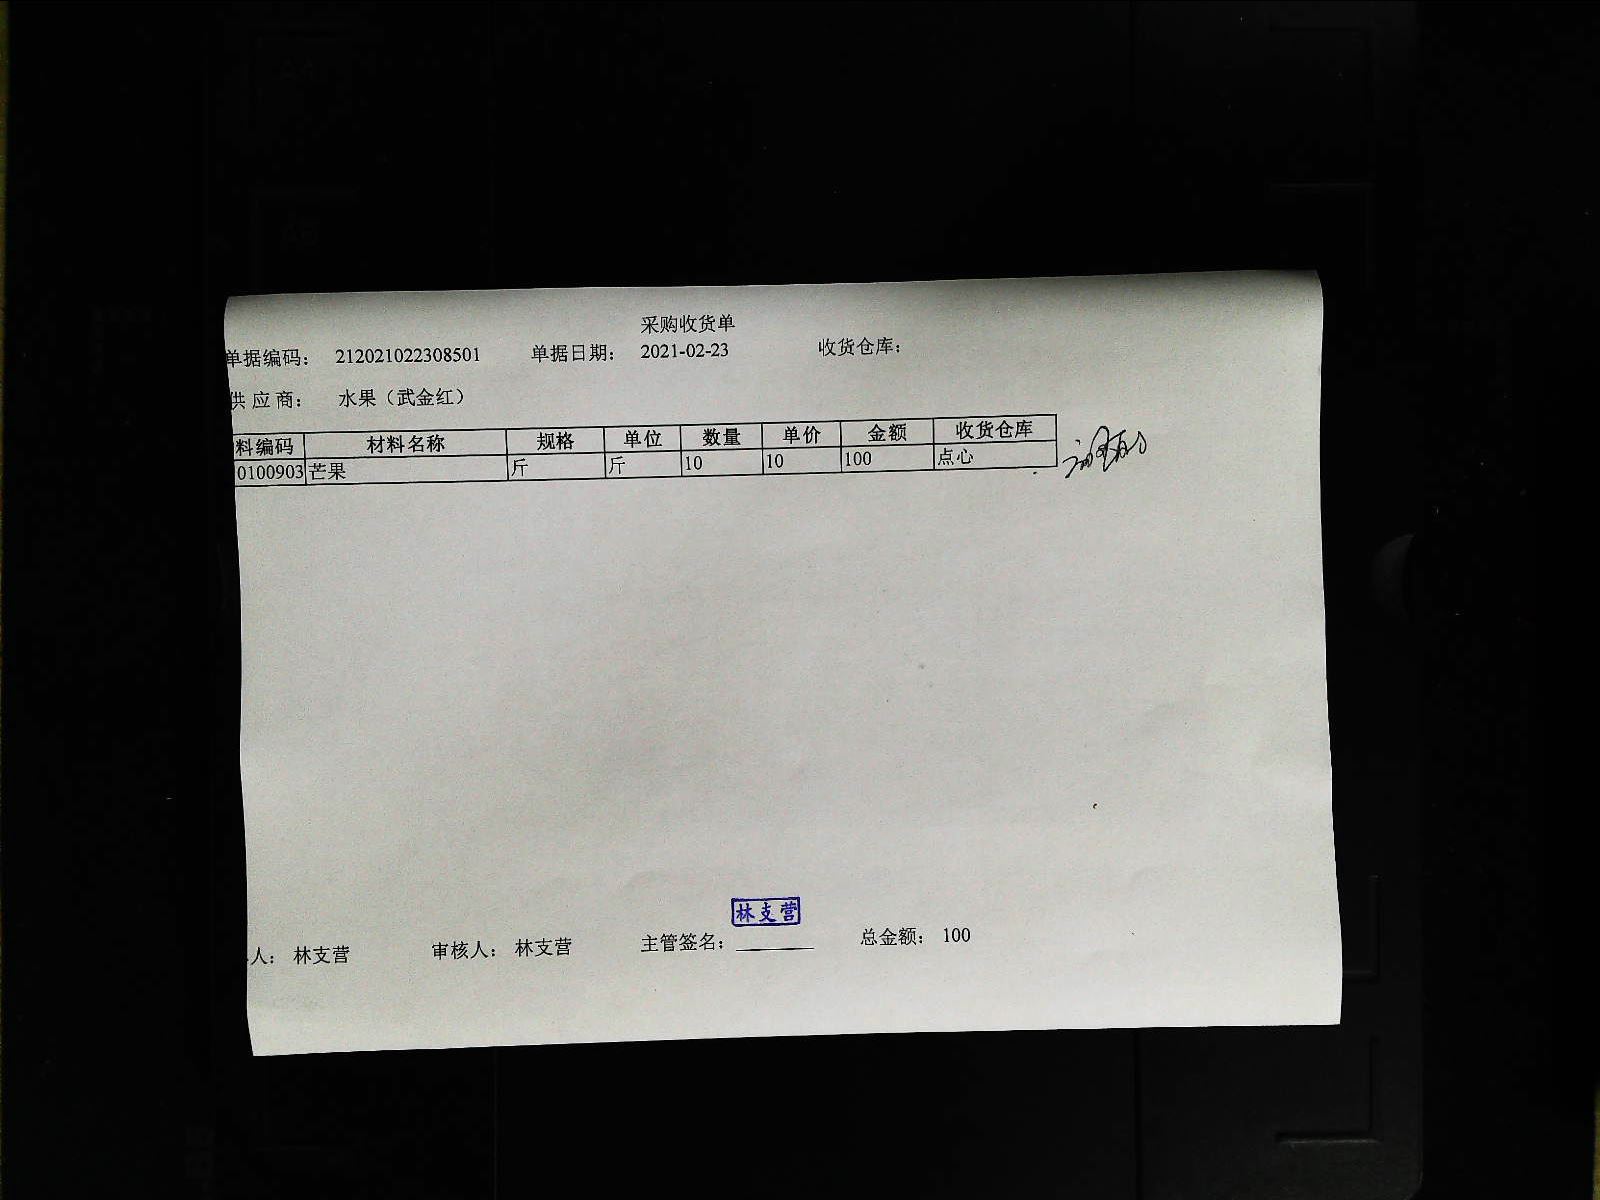 采购收货单
单据编码： 212021022308501 单据日期： 2021-02-23 收货仓库：
供应商： 水果（武金红）
料编码 材料名称 规格 单位 数量 单价 金额 收货仓库
0100903 芒果 斤 斤 10 10 100 点心
林支营
人： 林支营 审核人： 林支营 主管签名： 总金额： 100